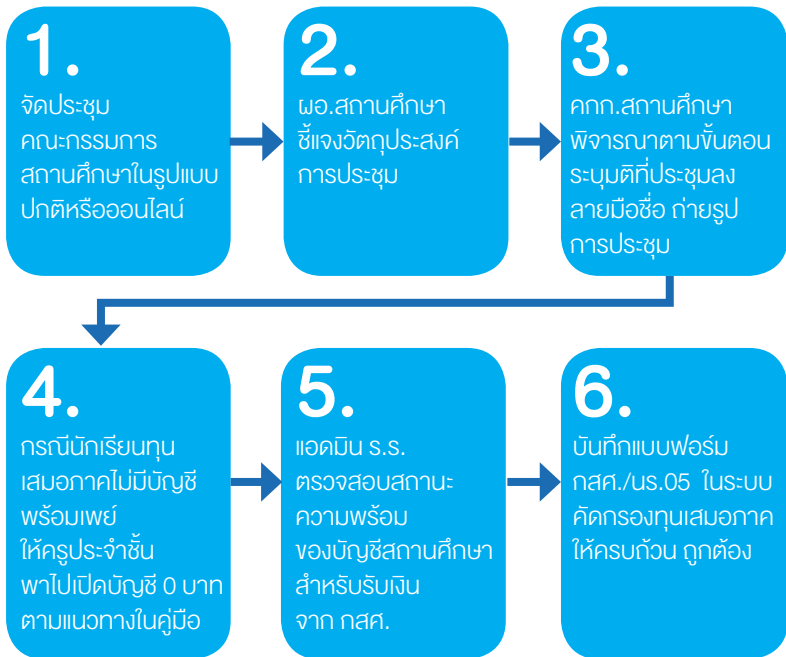 1.
จัดประชุม
คณะกรรมการ
สถานศึกษาในรูปแบบ
ปกติหรือออนไลน์
2.
ผอ.สถานศึกษา
ชี้แจงวัตถุประสงค์
การประชุม
3.
คกก.สถานศึกษา
พิจารณาตามขั้นตอน
ระบุมติที่ประชุมลง
ลายมือชื่อ ถ่ายรูป
การประชุม
4.
กรณีนักเรียนทุน
เสมอภาคไม่มีบัญชี
พร้อมเพย์
ให้ครูประจำชั้น
พาไปเปิดบัญชี 0 บาท
ตามแนวทางในคู่มือ
5.
แอดมิน ร.ร.
ตรวจสอบสถานะ
ความพร้อม
ของบัญชีสถานศึกษา
สำหรับรับเงิน
จาก กสศ.
6.
บันทึกแบบฟอร์ม
กสศ./นร.05 ในระบบ
คัดกรองทุนเสมอภาค
ให้ครบถ้วน ถูกต้อง